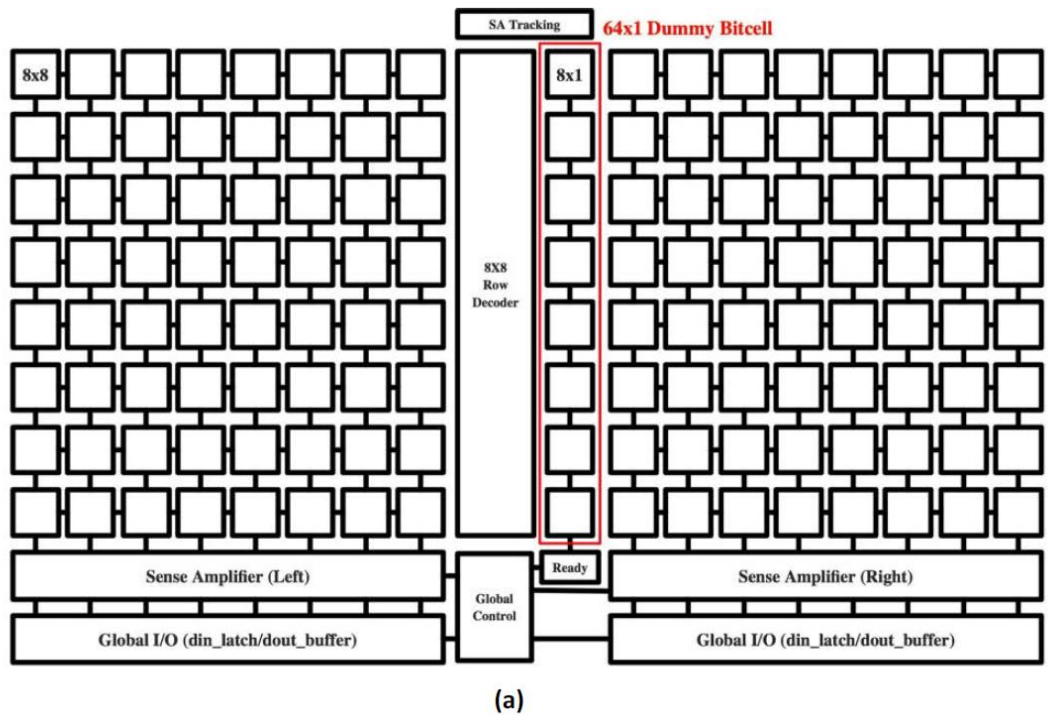 SA Tracking
64x1 Dummy Bitcell
8x8
8x1
8X8
Row
Decoder
Ready
Sense Amplifier (Left)
Sense Amplifier (Right)
Global
Control
Global I/O (din_latch/dout_buffer)
Global I/O (din_latch/dout_buffer)
(a)